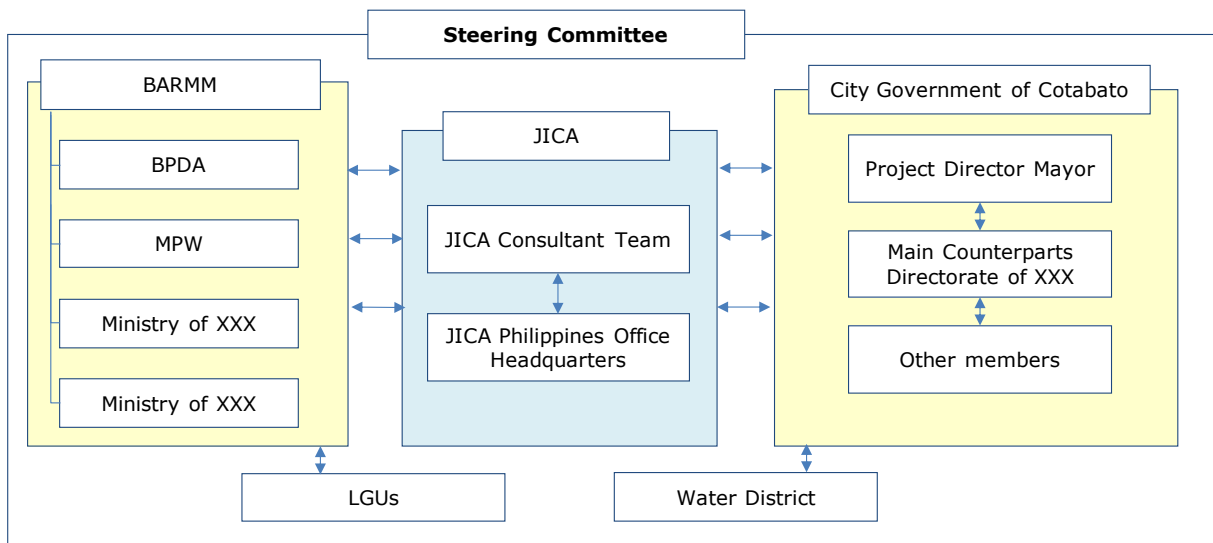 Steering Committee
BARMM
BPDA
MPW
Ministry of XXX
Ministry of XXX
JICA
JICA Consultant Team
JICA Philippines Office
Headquarters
City Government of Cotabato
Project Director Mayor
Main Counterparts
Directorate of XXX
Other members
LGUs
Water District